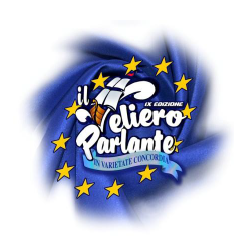 il
IX EDIZIONE
Veliero
Parlante
IN VARIETATE CONCORDIA